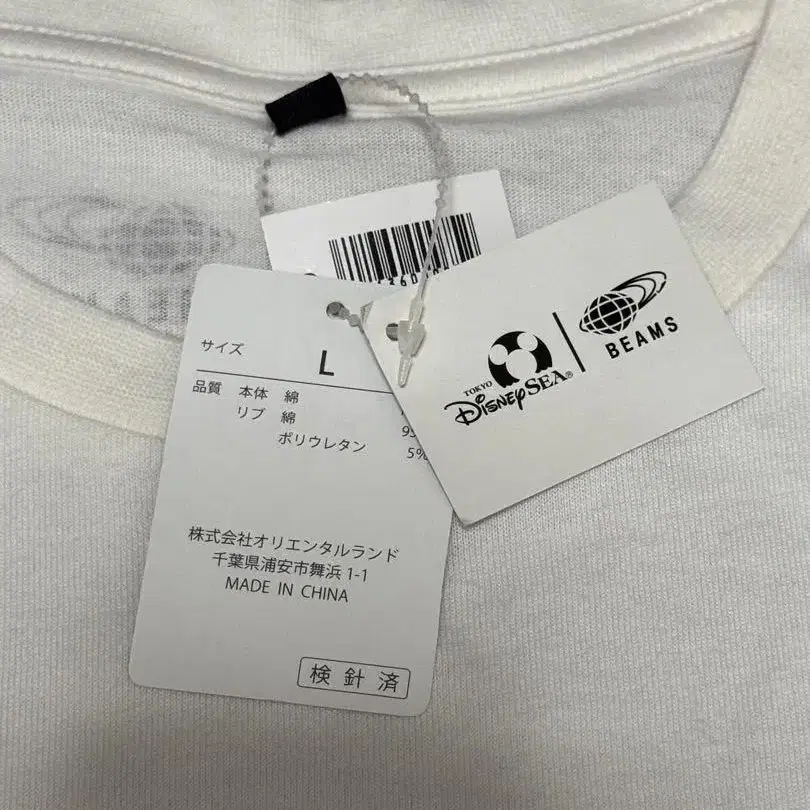 サイズ L
品質 本体 綿
リブ 綿
ポリウレタン 5%
株式会社オリエンタルランド
千葉県浦安市舞浜 1-1
MADE IN CHINA
検針済
TOKYO
DISNEYSEA®
BEAMS